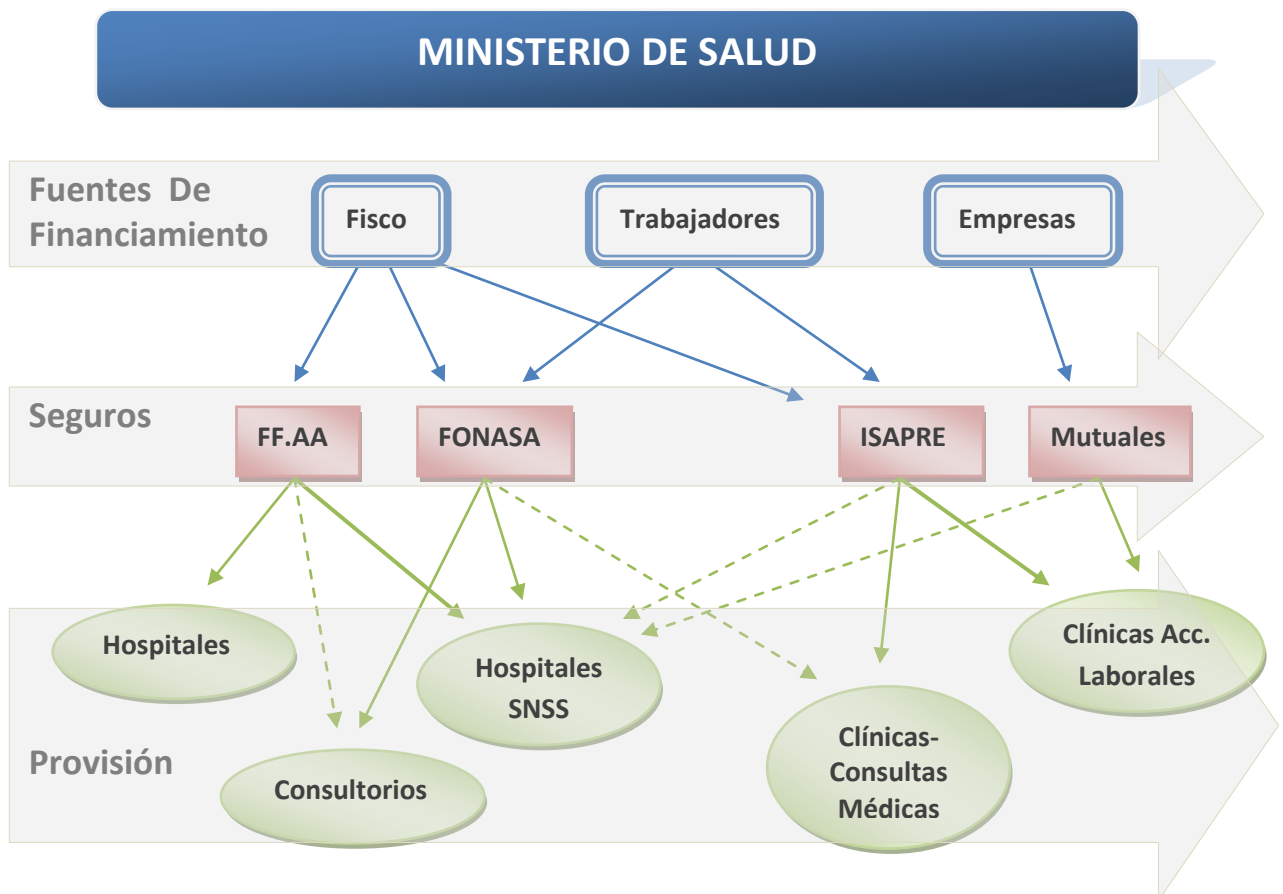 MINISTERIO DE SALUD
Fuentes De
Financiamiento
Fisco
Trabajadores
Empresas
Seguros
FF.AA
FONASA
ISAPRE
Mutuales
Hospitales
Hospitales
SNSS
Clínicas Acc.
Laborales
Provisión
Consultorios
Clínicas-
Consultas
Médicas